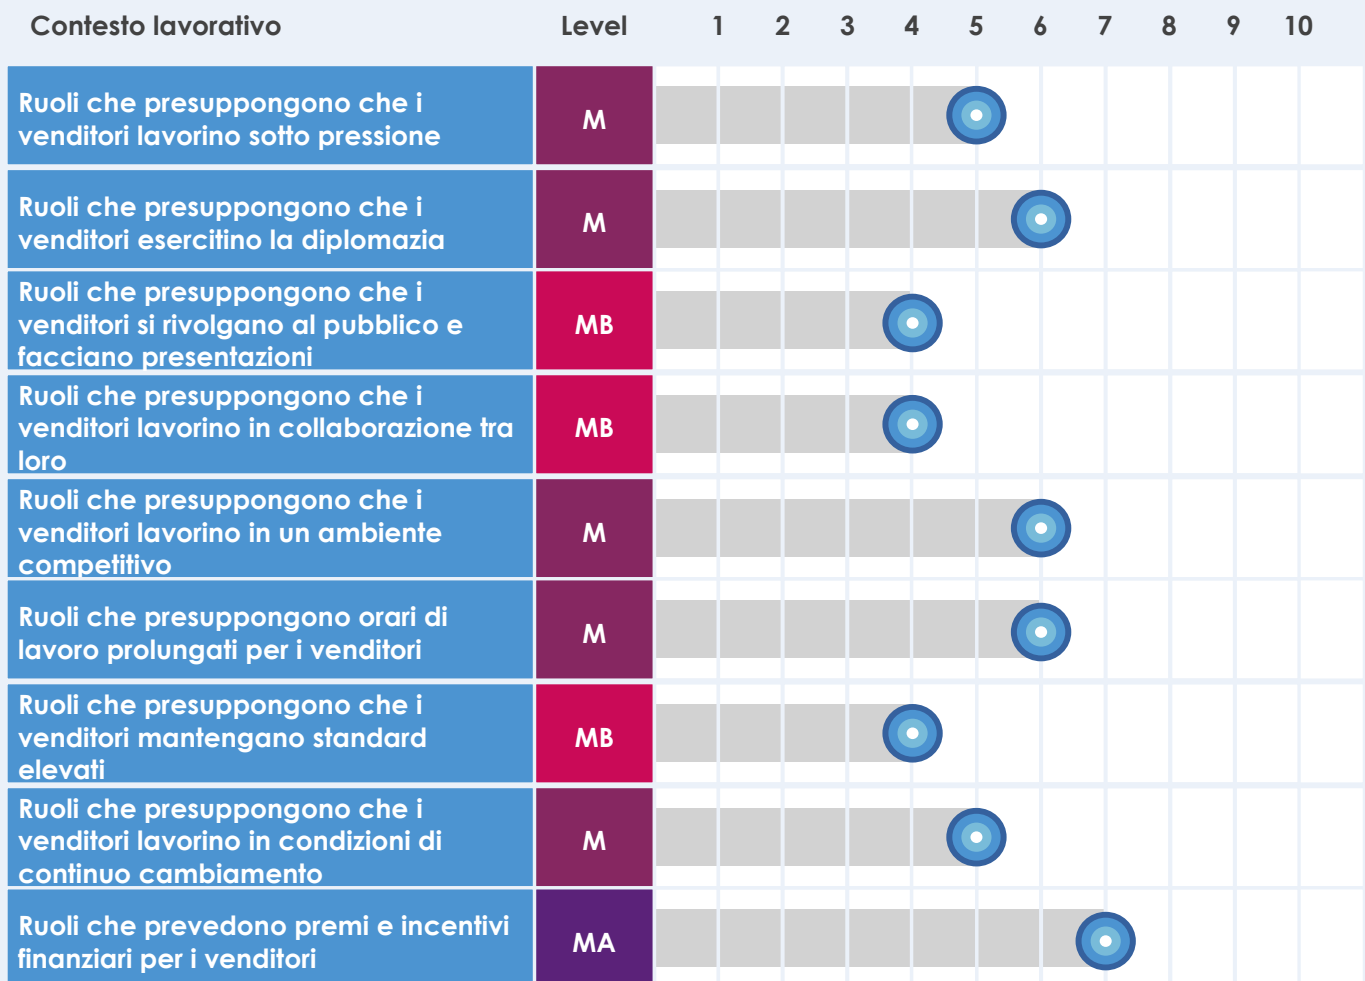 Contesto lavorativo Level 1 2 3 4 5 6 7 8 9 10
Ruoli che presuppongono che i
venditori lavorino sotto pressione
M
Ruoli che presuppongono che i
venditori esercitino la diplomazia
M
Ruoli che presuppongono che i
venditori si rivolgano al pubblico e
facciano presentazioni
MB
Ruoli che presuppongono che i
venditori lavorino in collaborazione tra
loro
MB
Ruoli che presuppongono che i
venditori lavorino in un ambiente
competitivo
M
Ruoli che presuppongono orari di
lavoro prolungati per i venditori
M
Ruoli che presuppongono che i
venditori mantengano standard
elevati
MB
Ruoli che presuppongono che i
venditori lavorino in condizioni di
continuo cambiamento
M
Ruoli che prevedono premi e incentivi
finanziari per i venditori
MA